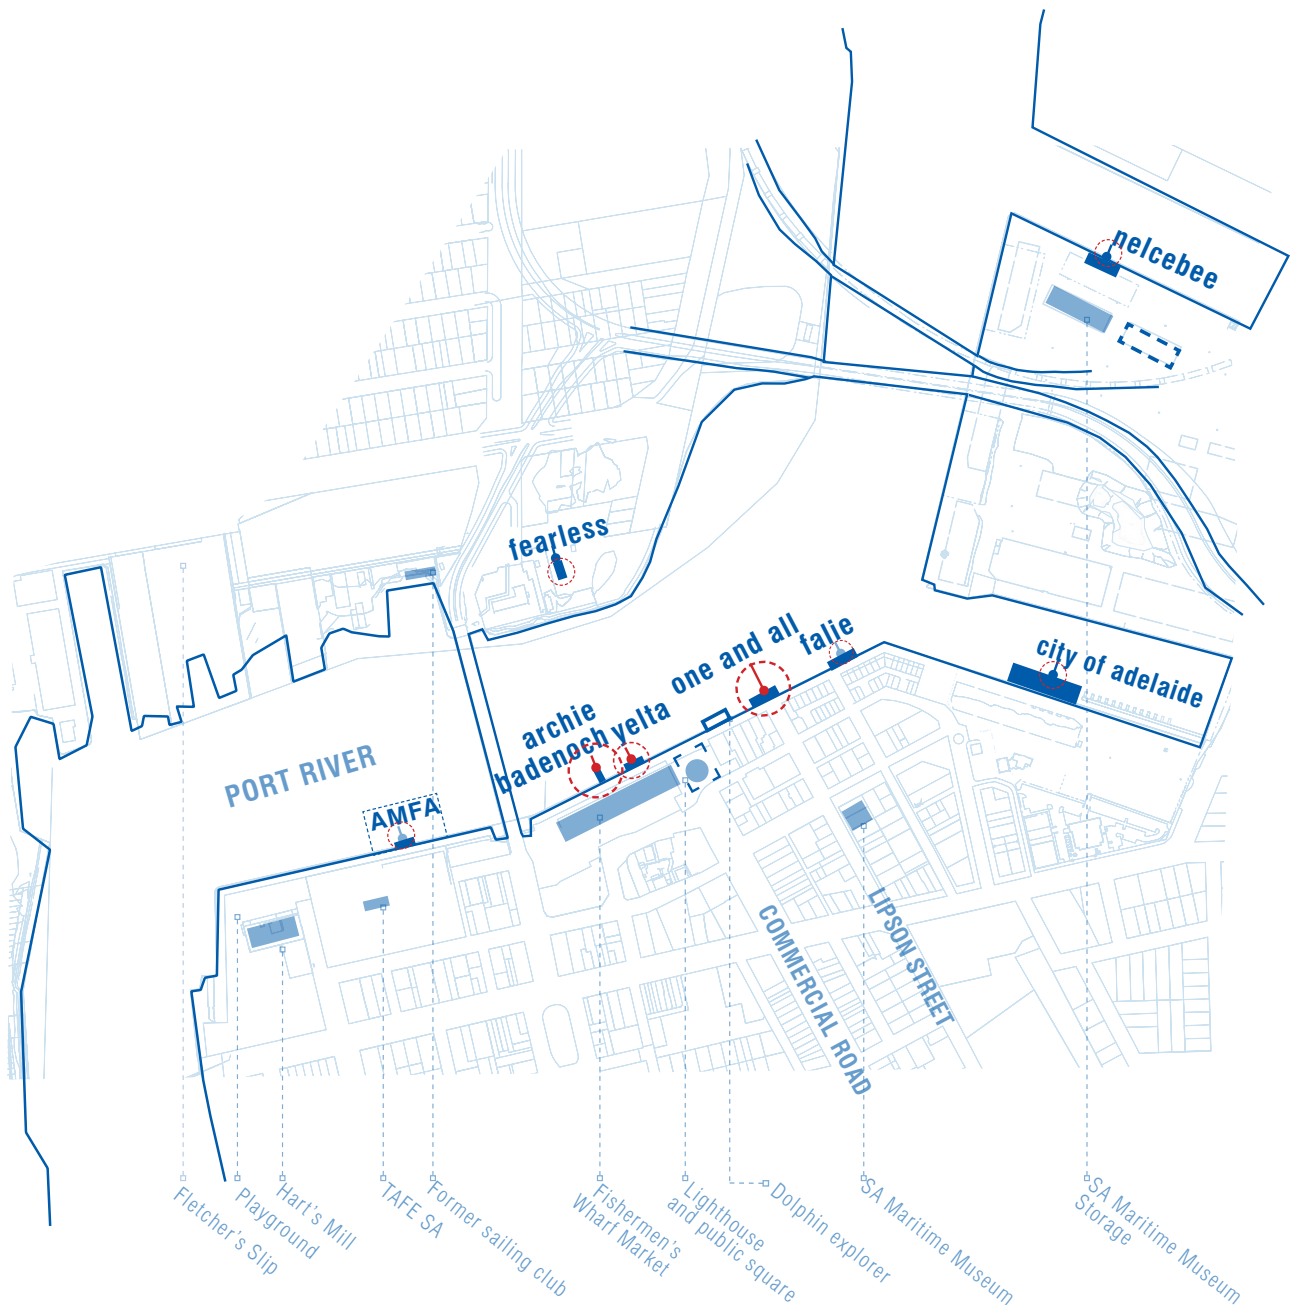 nelcebee
fearless
one and all
falie
city of adelaide
archie
badenoch
yelta
PORT RIVER
AMFA
COMMERCIAL ROAD
LIPSON STREET
Fletcher's Slip
Playground
Hart's Mill
TAFE SA
Former sailing club
Fishermen's
Wharf Market
Lighthouse
and public square
Dolphin explorer
SA Maritime Museum
SA Maritime Museum
Storage